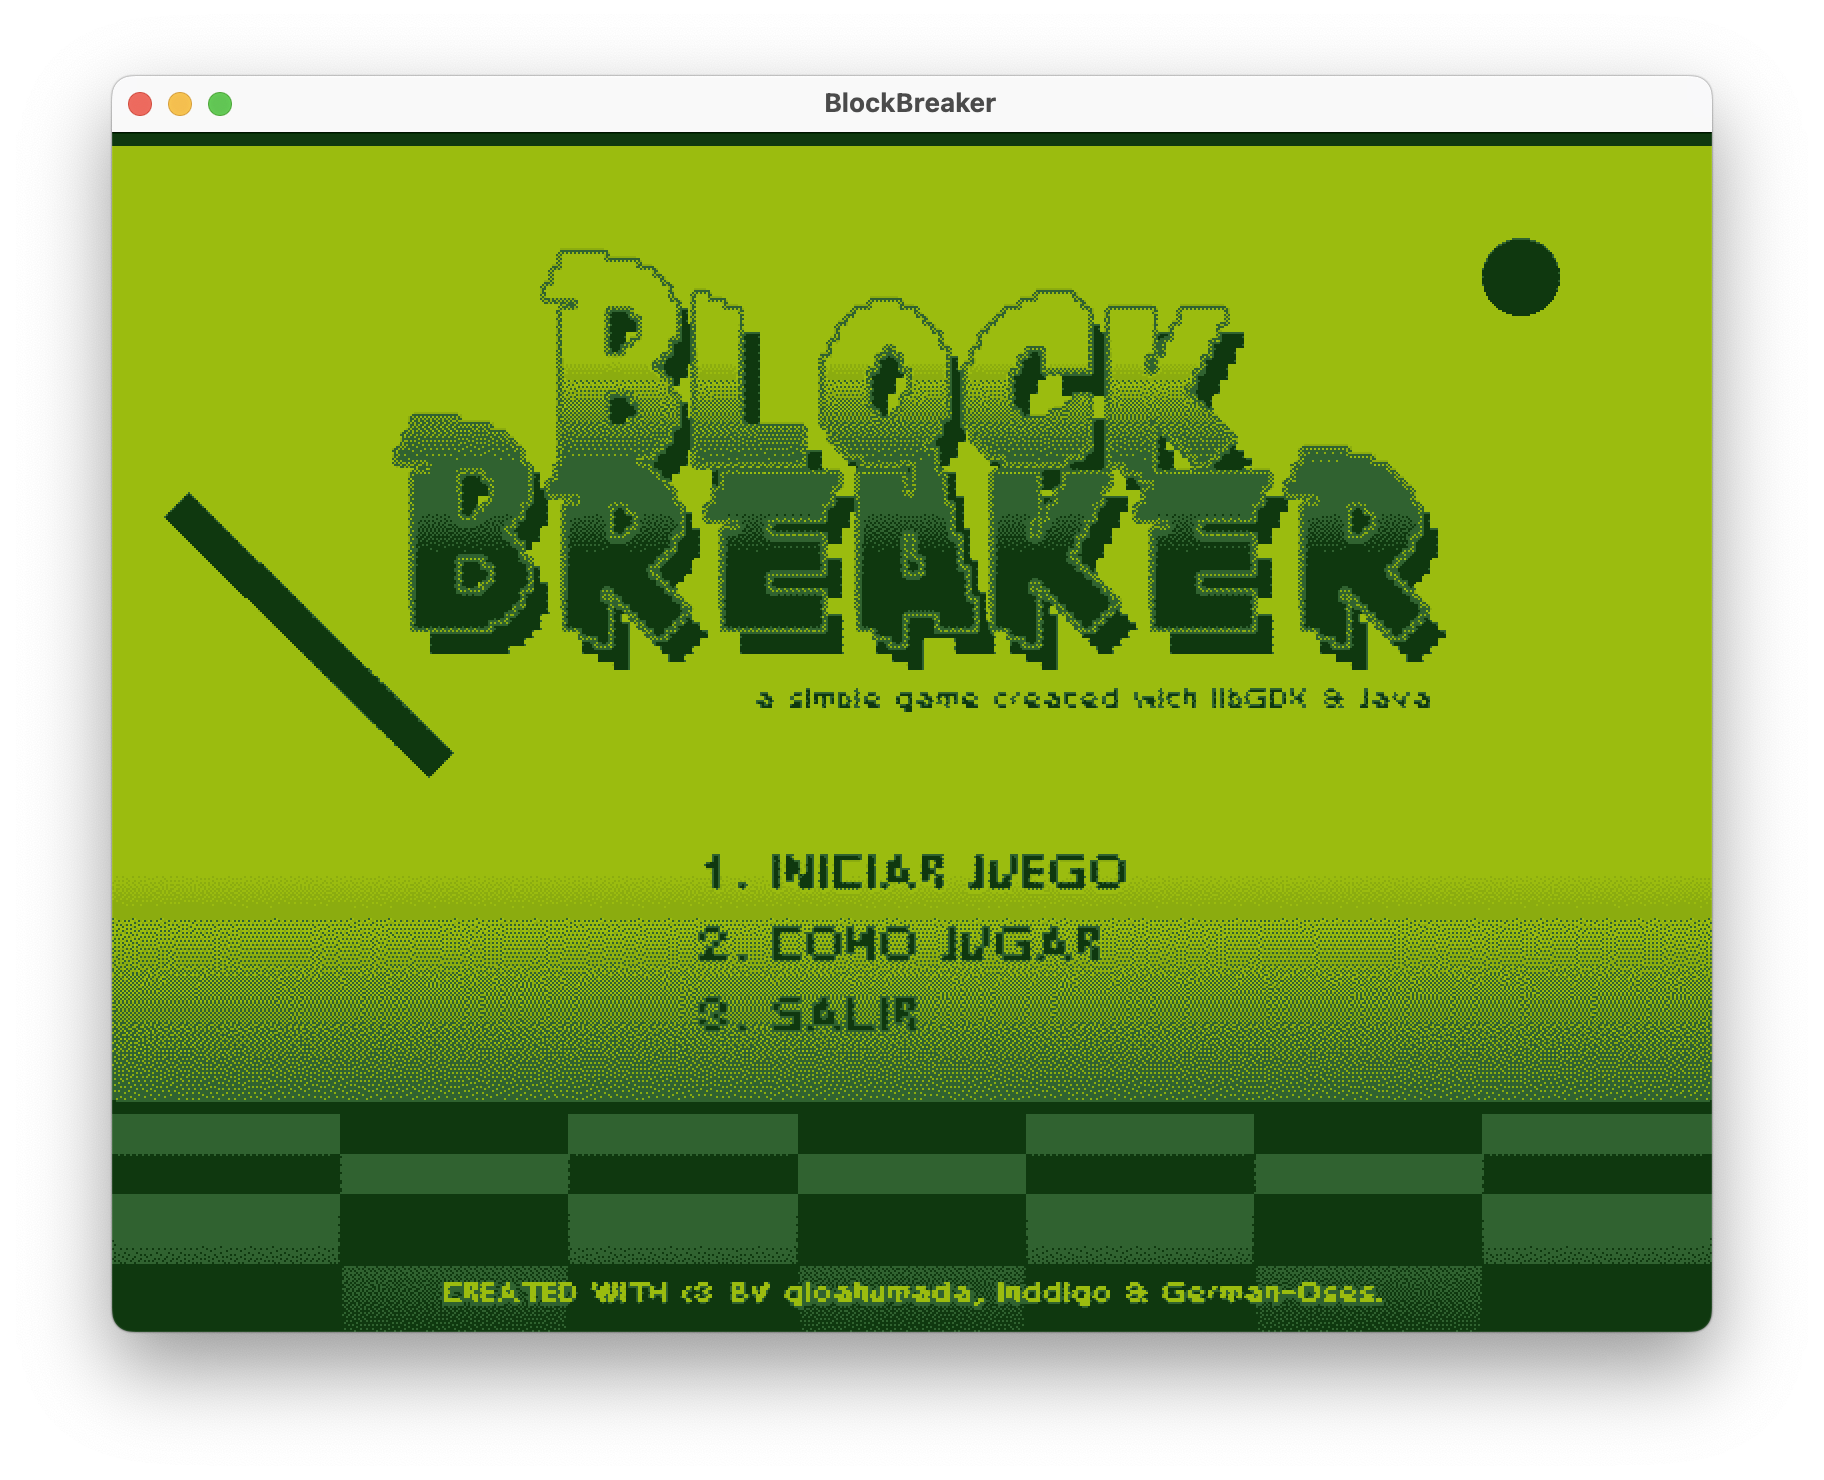 BlockBreaker
BLOCK
BREAKER
a simple game created with libGDX & Java
1. INICIAR JUEGO
2. COMO JUGAR
3. SALIR
CREATED WITH <3 BY qloahumada, Inddigo & German-Oses.